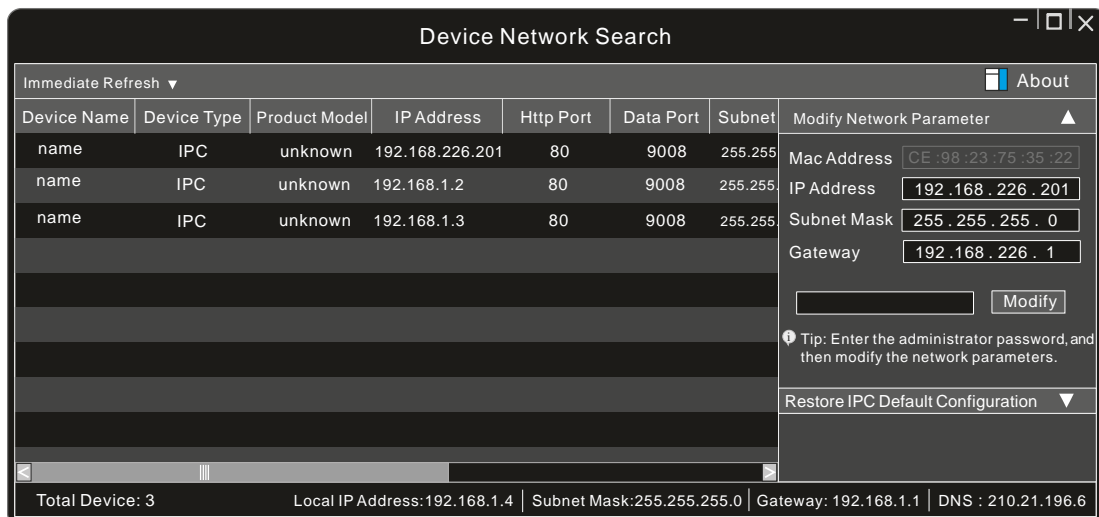 Device Network Search
Immediate Refresh ▼
About
Device Name Device Type Product Model IP Address Http Port Data Port Subnet
name IPC unknown 192.168.226.201 80 9008 255.255
name IPC unknown 192.168.1.2 80 9008 255.255.
name IPC unknown 192.168.1.3 80 9008 255.255.
Modify Network Parameter ▲
Mac Address CE :98 :23 :75 :35 :22
IP Address 192 .168 . 226 . 201
Subnet Mask 255 . 255 . 255 . 0
Gateway 192 .168 . 226 . 1
Modify
Tip: Enter the administrator password, and
then modify the network parameters.
Restore IPC Default Configuration ▼
Total Device: 3 Local IP Address:192.168.1.4 | Subnet Mask:255.255.255.0 | Gateway: 192.168.1.1 | DNS : 210.21.196.6